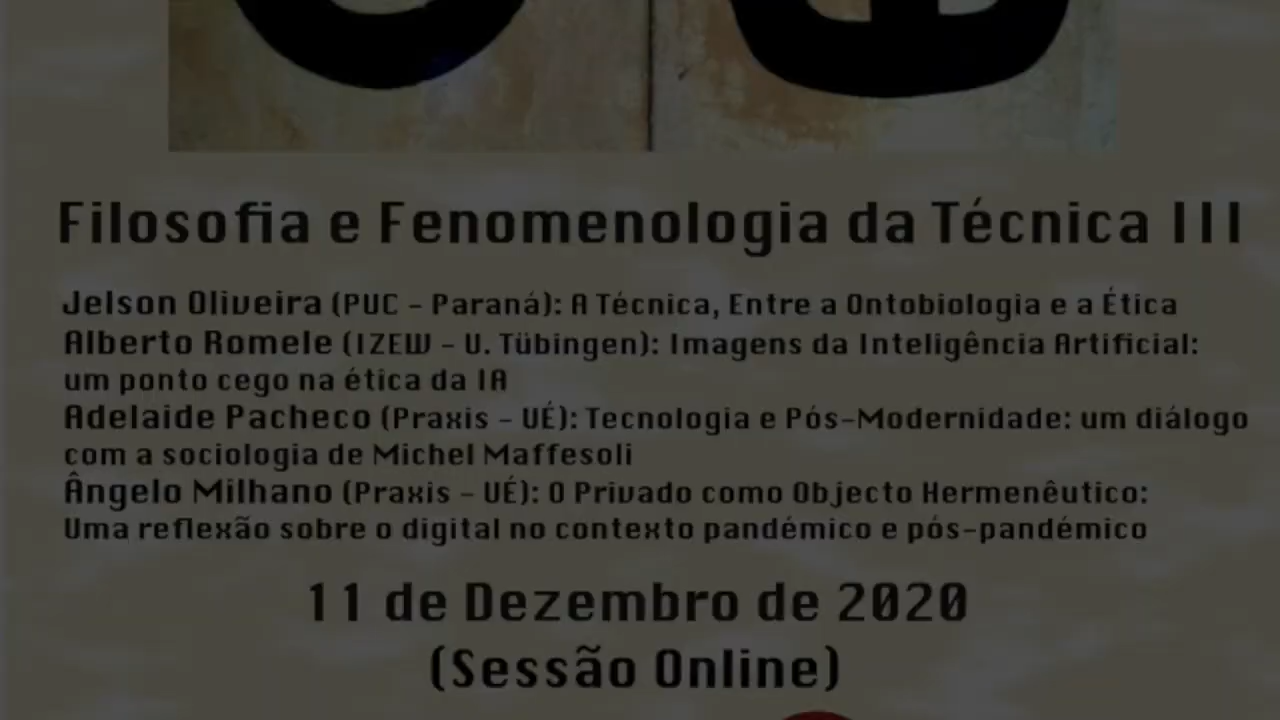 Filosofia e Fenomenologia da Técnica III
Jelson Oliveira (PUC - Paraná): A Técnica, Entre a Ontobiologia e a Ética
Alberto Romele (IZEW - U. Tübingen): Imagens da Inteligência Artificial:
um ponto cego na ética da IA
Adelaide Pacheco (Praxis - UÉ): Tecnologia e Pós-Modernidade: um diálogo
com a sociologia de Michel Maffesoli
Ângelo Milhano (Praxis - UÉ): O Privado como Objecto Hermenêutico:
Uma reflexão sobre o digital no contexto pandémico e pós-pandémico
11 de Dezembro de 2020
(Sessão Online)